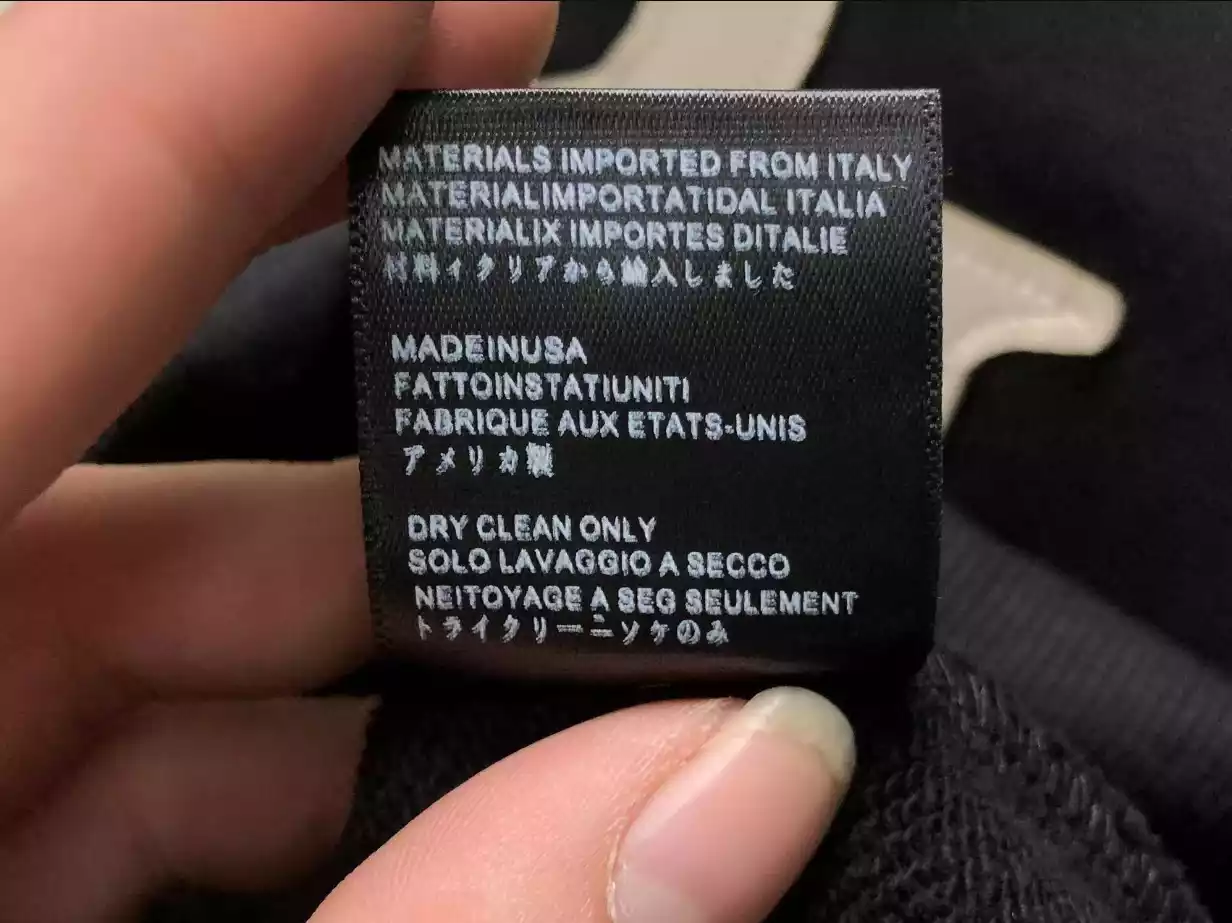 MATERIALS IMPORTED FROM ITALY
MATERIALIMPORTATIDAL ITALIA
MATERIALIX IMPORTES DITALIE
材料イタリアから輸入しました
MADEINUSA
FATTOINSTATIUNITI
FABRIQUE AUX ETATS-UNIS
アメリカ製
DRY CLEAN ONLY
SOLO LAVAGGIO A SECCO
NEITOYAGE A SEG SEULEMENT
トライクリーニソケのみ